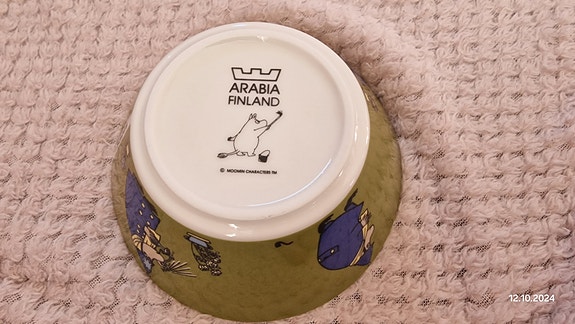 ARABIA
FINLAND
© MOOMIN CHARACTERS TM
12.10.2024